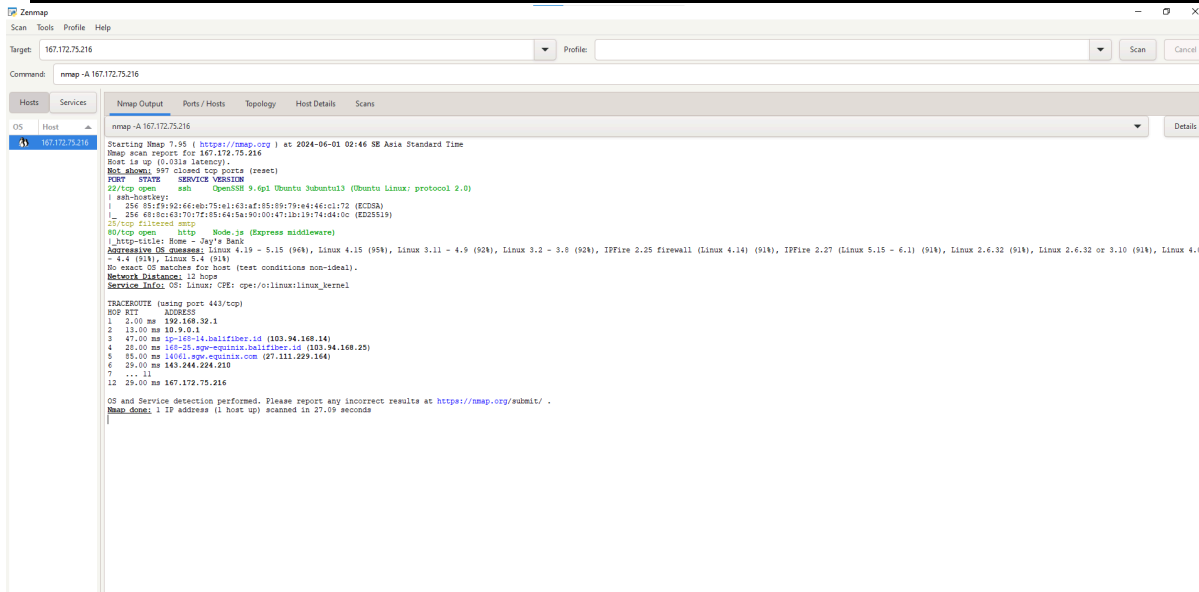 Zenmap
Scan Tools Profile Help
Target: 167.172.75.216 Profile: Scan Cancel
Command: nmap -A 167.172.75.216
Hosts Services Nmap Output Ports / Hosts Topology Host Details Scans
OS Host nmap -A 167.172.75.216 Details
167.172.75.216
Starting Nmap 7.95 ( https://nmap.org ) at 2024-06-01 02:46 SE Asia Standard Time
Nmap scan report for 167.172.75.216
Host is up (0.031s latency).
Not shown: 997 closed tcp ports (reset)
PORT STATE SERVICE VERSION
22/tcp open ssh OpenSSH 9.6p1 Ubuntu 3ubuntu13 (Ubuntu Linux; protocol 2.0)
| ssh-hostkey:
| 256 85:f9:92:66:eb:75:e1:63:af:85:89:79:e4:46:c1:72 (ECDSA)
|_ 256 68:8c:63:70:7f:85:64:5a:90:00:47:1b:19:74:d4:0c (ED25519)
25/tcp filtered smtp
80/tcp open http Node.js (Express middleware)
|_http-title: Home - Jay's Bank
Aggressive OS guesses: Linux 4.19 - 5.15 (96%), Linux 4.15 (95%), Linux 3.11 - 4.9 (92%), Linux 3.2 - 3.8 (92%), IPFire 2.25 firewall (Linux 4.14) (91%), IPFire 2.27 (Linux 5.15 - 6.1) (91%), Linux 2.6.32 (91%), Linux 2.6.32 or 3.10 (91%), Linux 4.0
- 4.4 (91%), Linux 5.4 (91%)
No exact OS matches for host (test conditions non-ideal).
Network Distance: 12 hops
Service Info: OS: Linux; CPE: cpe:/o:linux:linux_kernel
TRACEROUTE (using port 443/tcp)
HOP RTT ADDRESS
1 2.00 ms 192.168.32.1
2 13.00 ms 10.9.0.1
3 47.00 ms ip-168-14.balifiber.id (103.94.168.14)
4 28.00 ms 168-25.sgw-equinix.balifiber.id (103.94.168.25)
5 85.00 ms 14061.sgw.equinix.com (27.111.229.164)
6 29.00 ms 143.244.224.210
7 ... 11
12 29.00 ms 167.172.75.216
OS and Service detection performed. Please report any incorrect results at https://nmap.org/submit/ .
Nmap done: 1 IP address (1 host up) scanned in 27.09 seconds